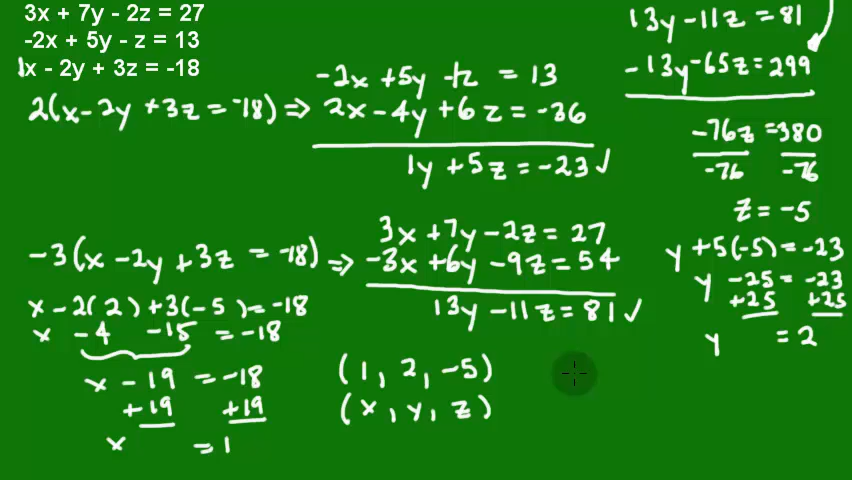 3x + 7y - 2z = 27
-2x + 5y - z = 13
1x - 2y + 3z = -18
2(x - 2y + 3z = -18) ⇒
-2x + 5y - 1z = 13
2x - 4y + 6z = -36
1y + 5z = -23 ✓
-3(x - 2y + 3z = -18) ⇒
3x + 7y - 2z = 27
-3x + 6y - 9z = 54
13y - 11z = 81 ✓
13y - 11z = 81
-13y - 65z = 299
-76z = 380
-76 -76
z = -5
y + 5(-5) = -23
y - 25 = -23
+25 +25
y = 2
x - 2(2) + 3(-5) = -18
x - 4 - 15 = -18
x - 19 = -18
+19 +19
x = 1
(1, 2, -5)
(x, y, z)